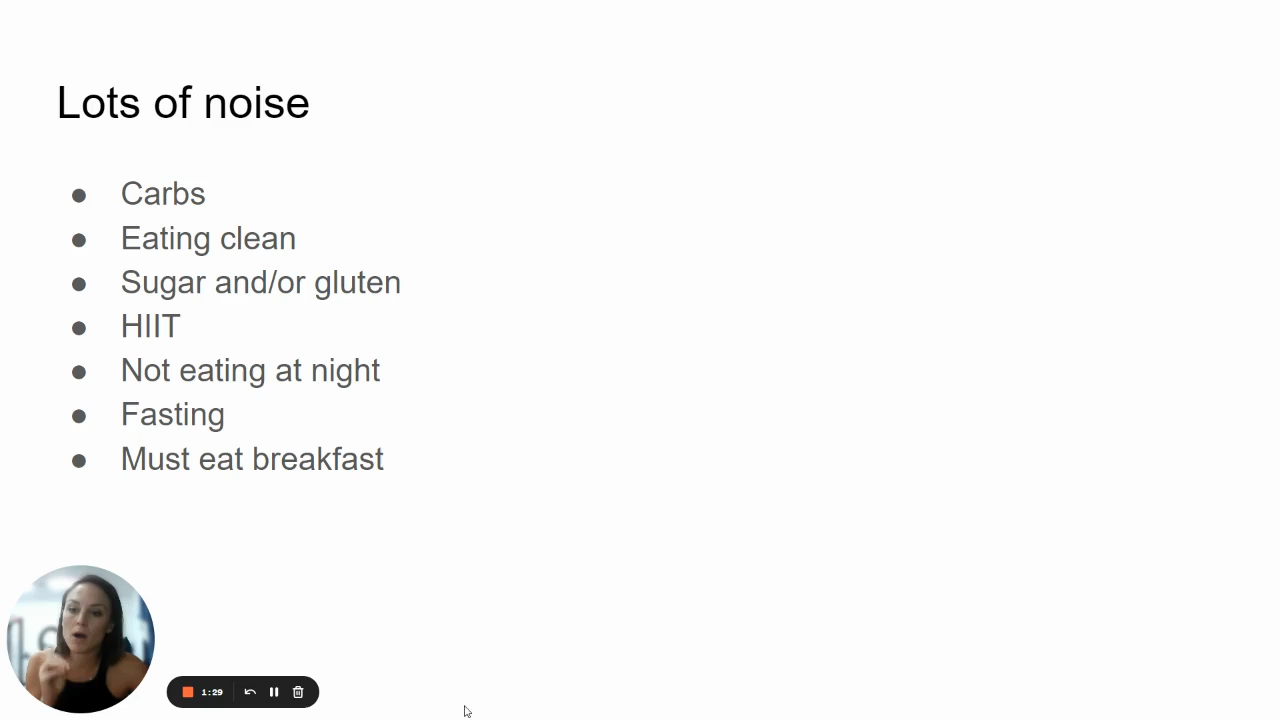 Lots of noise
● Carbs
● Eating clean
● Sugar and/or gluten
● HIIT
● Not eating at night
● Fasting
● Must eat breakfast
1:29